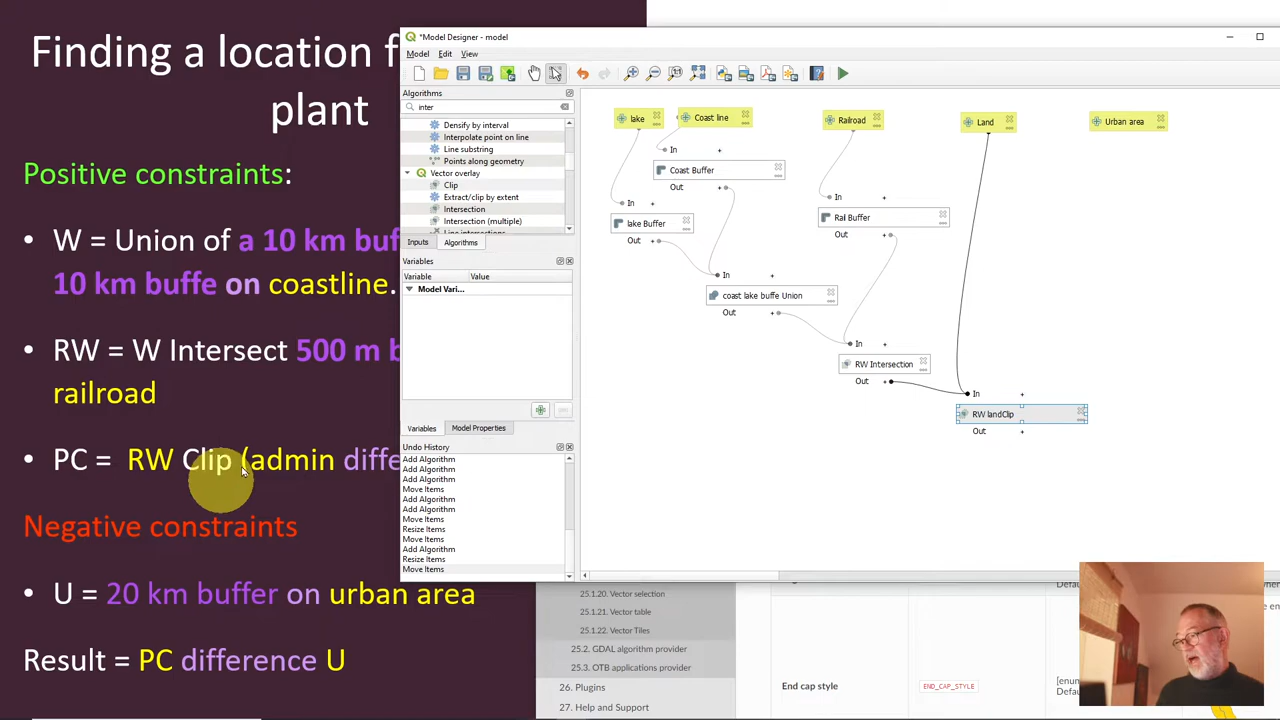 Finding a location f
plant
Positive constraints:
• W = Union of a 10 km buf
10 km buffe on coastline.
• RW = W Intersect 500 m b
railroad
• PC = RW Clip (admin diffe
Negative constraints
• U = 20 km buffer on urban area
Result = PC difference U
*Model Designer - model
Model Edit View
Algorithms
inter
Densify by interval
Interpolate point on line
Line substring
Points along geometry
Vector overlay
Clip
Extract/clip by extent
Intersection
Intersection (multiple)
Line intersections
Inputs Algorithms
Variables
Variable Value
Model Vari...
Variables Model Properties
Undo History
Add Algorithm
Add Algorithm
Add Algorithm
Move Items
Add Algorithm
Add Algorithm
Move Items
Resize Items
Move Items
Add Algorithm
Resize Items
Move Items
lake
Coast line
Railroad
Land
Urban area
In +
Coast Buffer
Out +
In +
lake Buffer
Out +
In +
Rail Buffer
Out +
In +
coast lake buffe Union
Out +
In +
RW Intersection
Out +
In +
RW landClip
Out +
25.1.20. Vector selection
25.1.21. Vector table
25.1.22. Vector Tiles
25.2. GDAL algorithm provider
25.3. OTB applications provider
26. Plugins
27. Help and Support
End cap style
END_CAP_STYLE
[enum
Defau